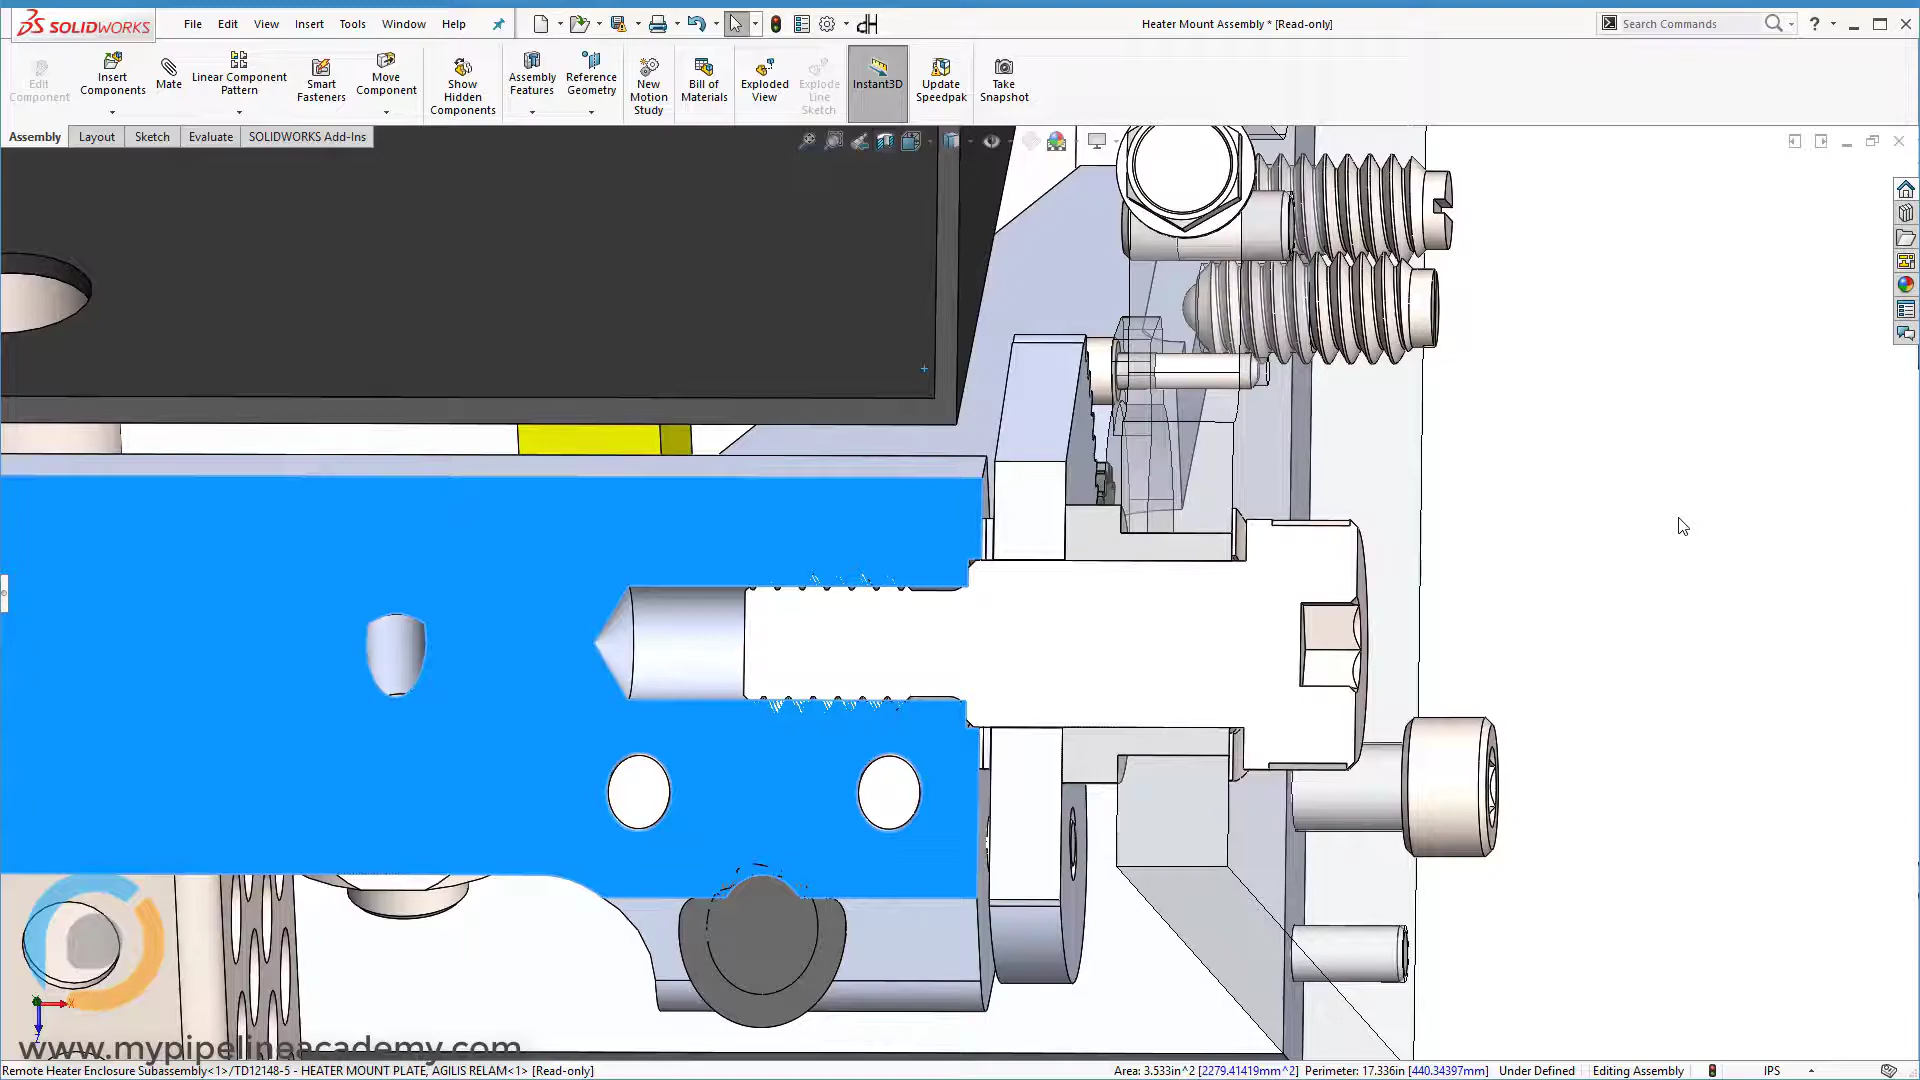 SOLIDWORKS
File Edit View Insert Tools Window Help
Heater Mount Assembly * [Read-only]
Search Commands
Edit Component
Insert Components
Mate
Linear Component Pattern
Smart Fasteners
Move Component
Show Hidden Components
Assembly Features
Reference Geometry
New Motion Study
Bill of Materials
Exploded View
Explode Line Sketch
Instant3D
Update Speedpak
Take Snapshot
Assembly Layout Sketch Evaluate SOLIDWORKS Add-Ins
www.mypipelineacademy.com
Remote Heater Enclosure Subassembly<1>/TD12148-5 - HEATER MOUNT PLATE, AGILIS RELAM<1> [Read-only]
Area: 3.533in^2 [2279.41419mm^2] Perimeter: 17.336in [440.34397mm] Under Defined Editing Assembly IPS